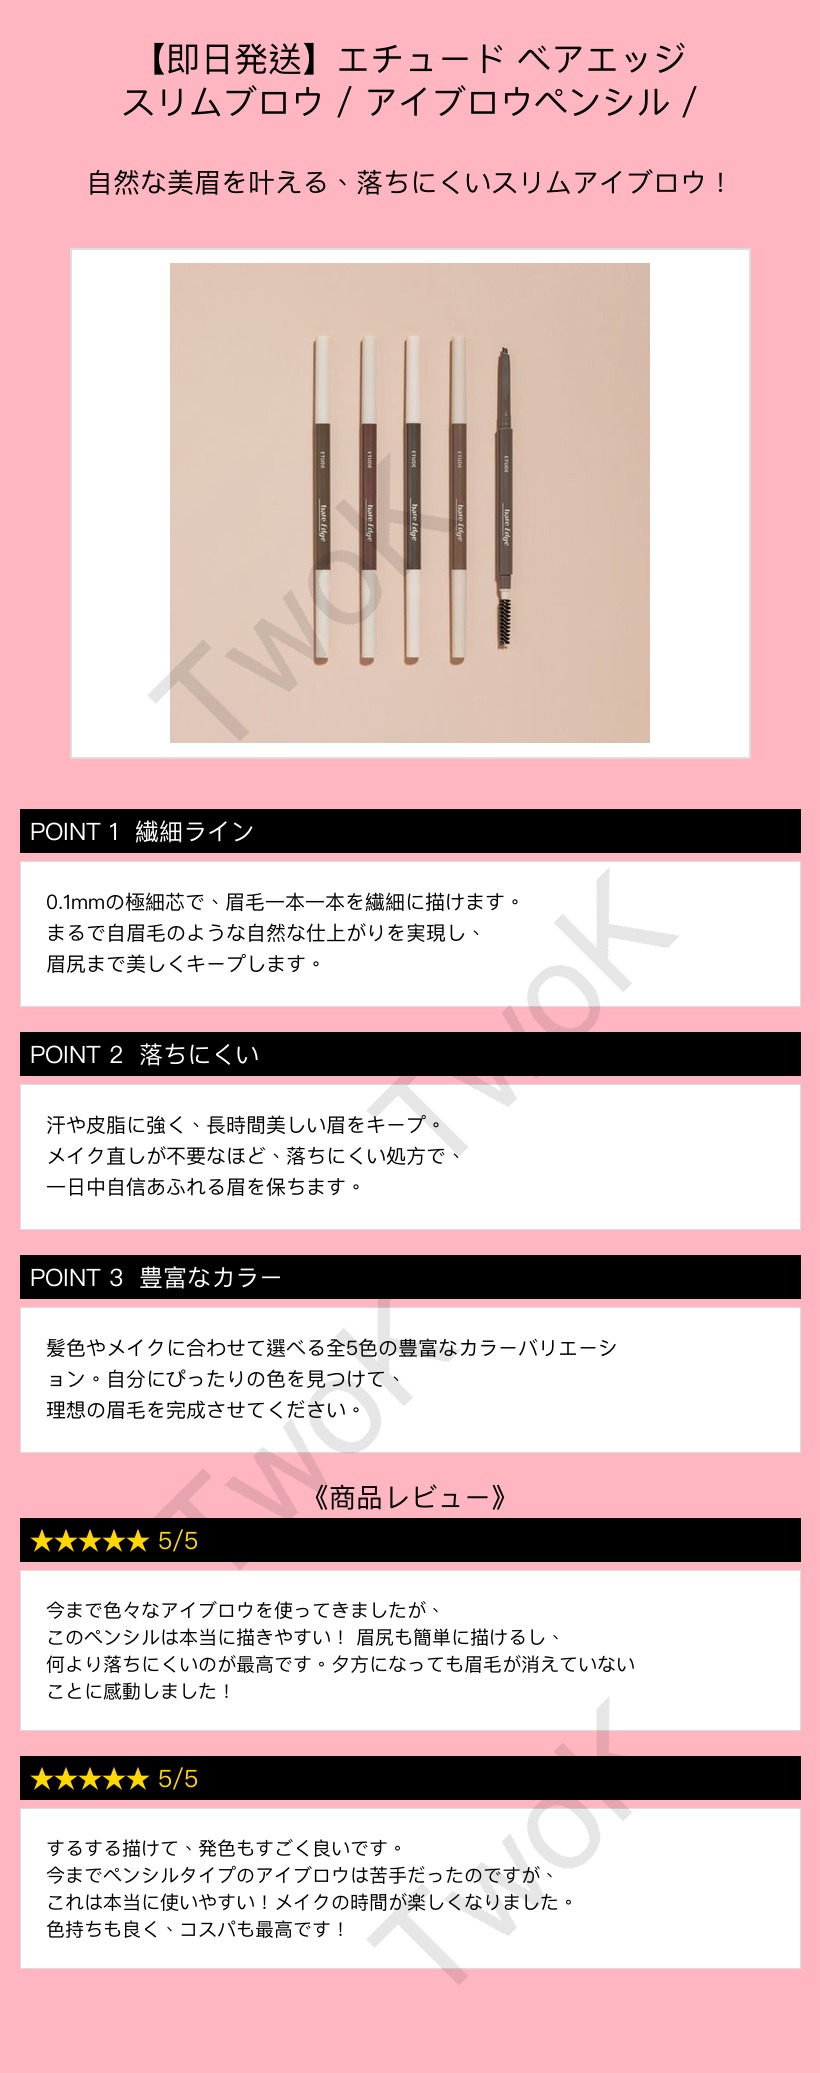 【即日発送】エチュード ベアエッジ
スリムブロウ / アイブロウペンシル /
自然な美眉を叶える、落ちにくいスリムアイブロウ！
ETUDE
bare Edge
ETUDE
bare Edge
ETUDE
bare Edge
ETUDE
bare Edge
ETUDE
bare Edge
TwoK
POINT 1 繊細ライン
0.1mmの極細芯で、眉毛一本一本を繊細に描けます。
まるで自眉毛のような自然な仕上がりを実現し、
眉尻まで美しくキープします。
TwoK
POINT 2 落ちにくい
汗や皮脂に強く、長時間美しい眉をキープ。
メイク直しが不要なほど、落ちにくい処方で、
一日中自信あふれる眉を保ちます。
POINT 3 豊富なカラー
髪色やメイクに合わせて選べる全5色の豊富なカラーバリエーシ
ョン。自分にぴったりの色を見つけて、
理想の眉毛を完成させてください。
TwoK
《商品レビュー》
★★★★★ 5/5
今まで色々なアイブロウを使ってきましたが、
このペンシルは本当に描きやすい！ 眉尻も簡単に描けるし、
何より落ちにくいのが最高です。夕方になっても眉毛が消えていない
ことに感動しました！
★★★★★ 5/5
するする描けて、発色もすごく良いです。
今までペンシルタイプのアイブロウは苦手だったのですが、
これは本当に使いやすい！メイクの時間が楽しくなりました。
色持ちも良く、コスパも最高です！
TwoK